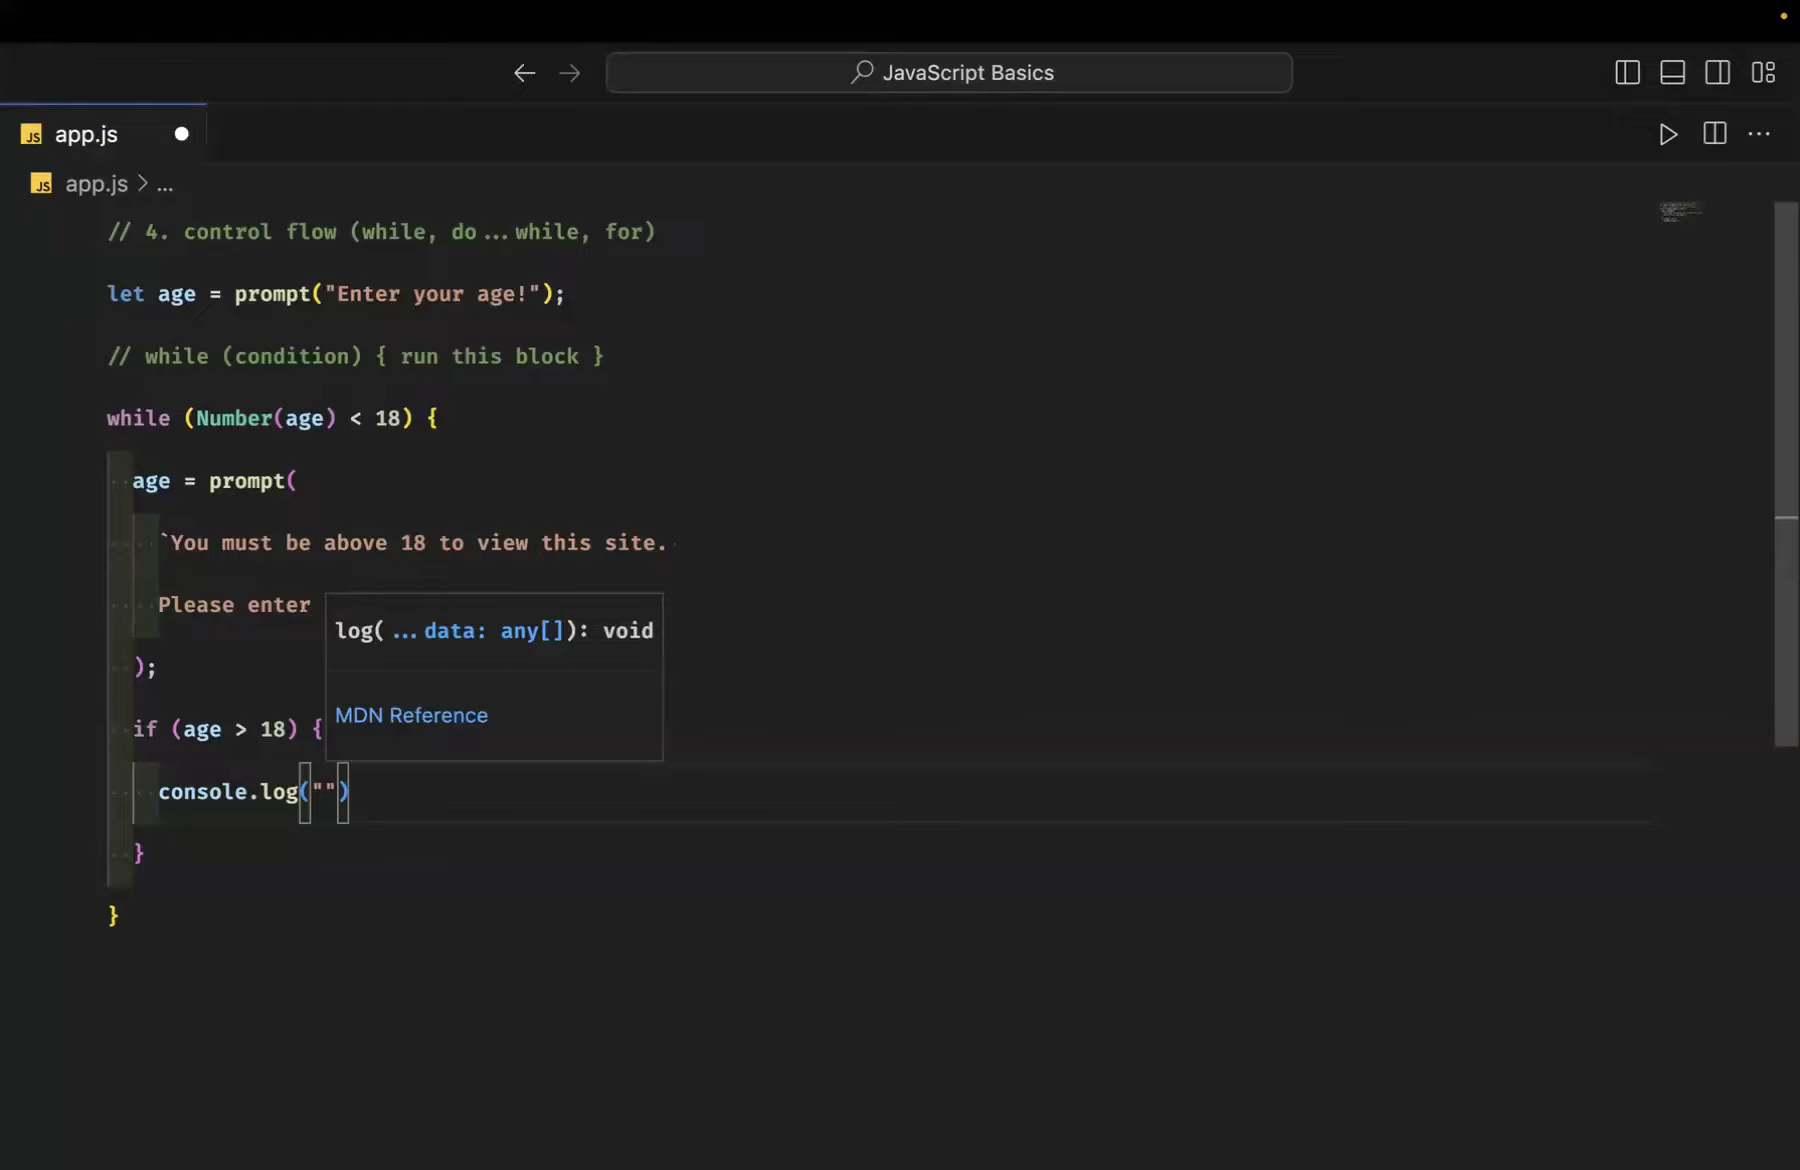 JavaScript Basics
JS app.js
JS app.js > ...
// 4. control flow (while, do...while, for)
let age = prompt("Enter your age!");
// while (condition) { run this block }
while (Number(age) < 18) {
age = prompt(
`You must be above 18 to view this site.
Please enter
log(...data: any[]): void
);
MDN Reference
if (age > 18) {
console.log("")
}
}